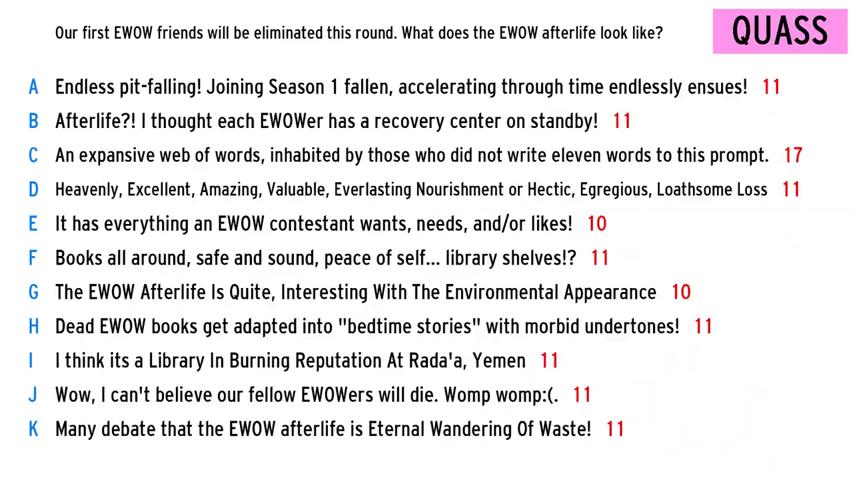 Our first EWOW friends will be eliminated this round. What does the EWOW afterlife look like?
QUASS
A Endless pit-falling! Joining Season 1 fallen, accelerating through time endlessly ensues! 11
B Afterlife?! I thought each EWOWer has a recovery center on standby! 11
C An expansive web of words, inhabited by those who did not write eleven words to this prompt. 17
D Heavenly, Excellent, Amazing, Valuable, Everlasting Nourishment or Hectic, Egregious, Loathsome Loss 11
E It has everything an EWOW contestant wants, needs, and/or likes! 10
F Books all around, safe and sound, peace of self... library shelves!? 11
G The EWOW Afterlife Is Quite, Interesting With The Environmental Appearance 10
H Dead EWOW books get adapted into "bedtime stories" with morbid undertones! 11
I I think its a Library In Burning Reputation At Rada'a, Yemen 11
J Wow, I can't believe our fellow EWOWers will die. Womp womp:(. 11
K Many debate that the EWOW afterlife is Eternal Wandering Of Waste! 11